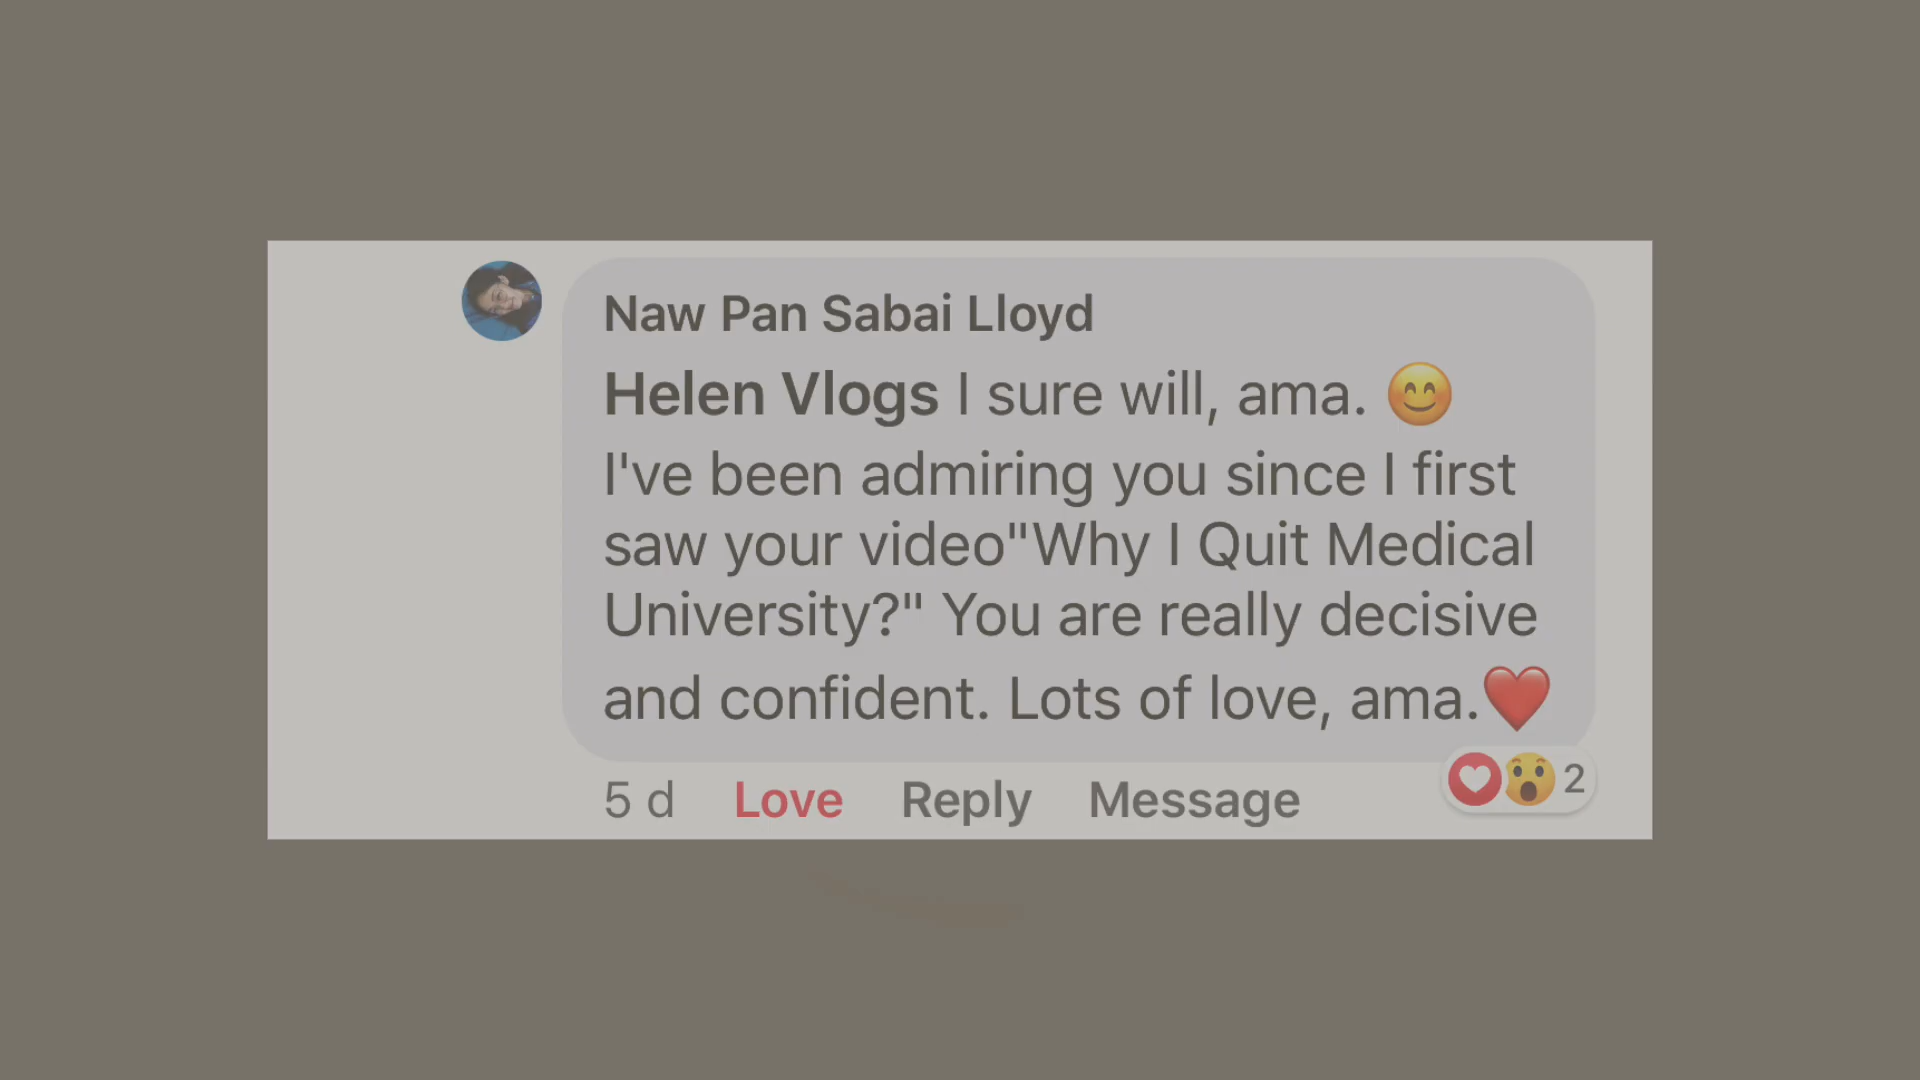 Naw Pan Sabai Lloyd
Helen Vlogs I sure will, ama. 😊
I've been admiring you since I first
saw your video"Why I Quit Medical
University?" You are really decisive
and confident. Lots of love, ama.❤️
5 d Love Reply Message 2